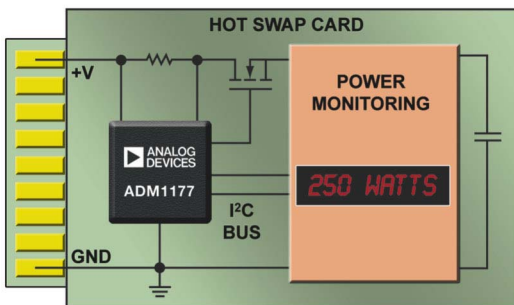 HOT SWAP CARD
+V
POWER
MONITORING
ANALOG
DEVICES
ADM1177
250 WATTS
I²C
BUS
GND